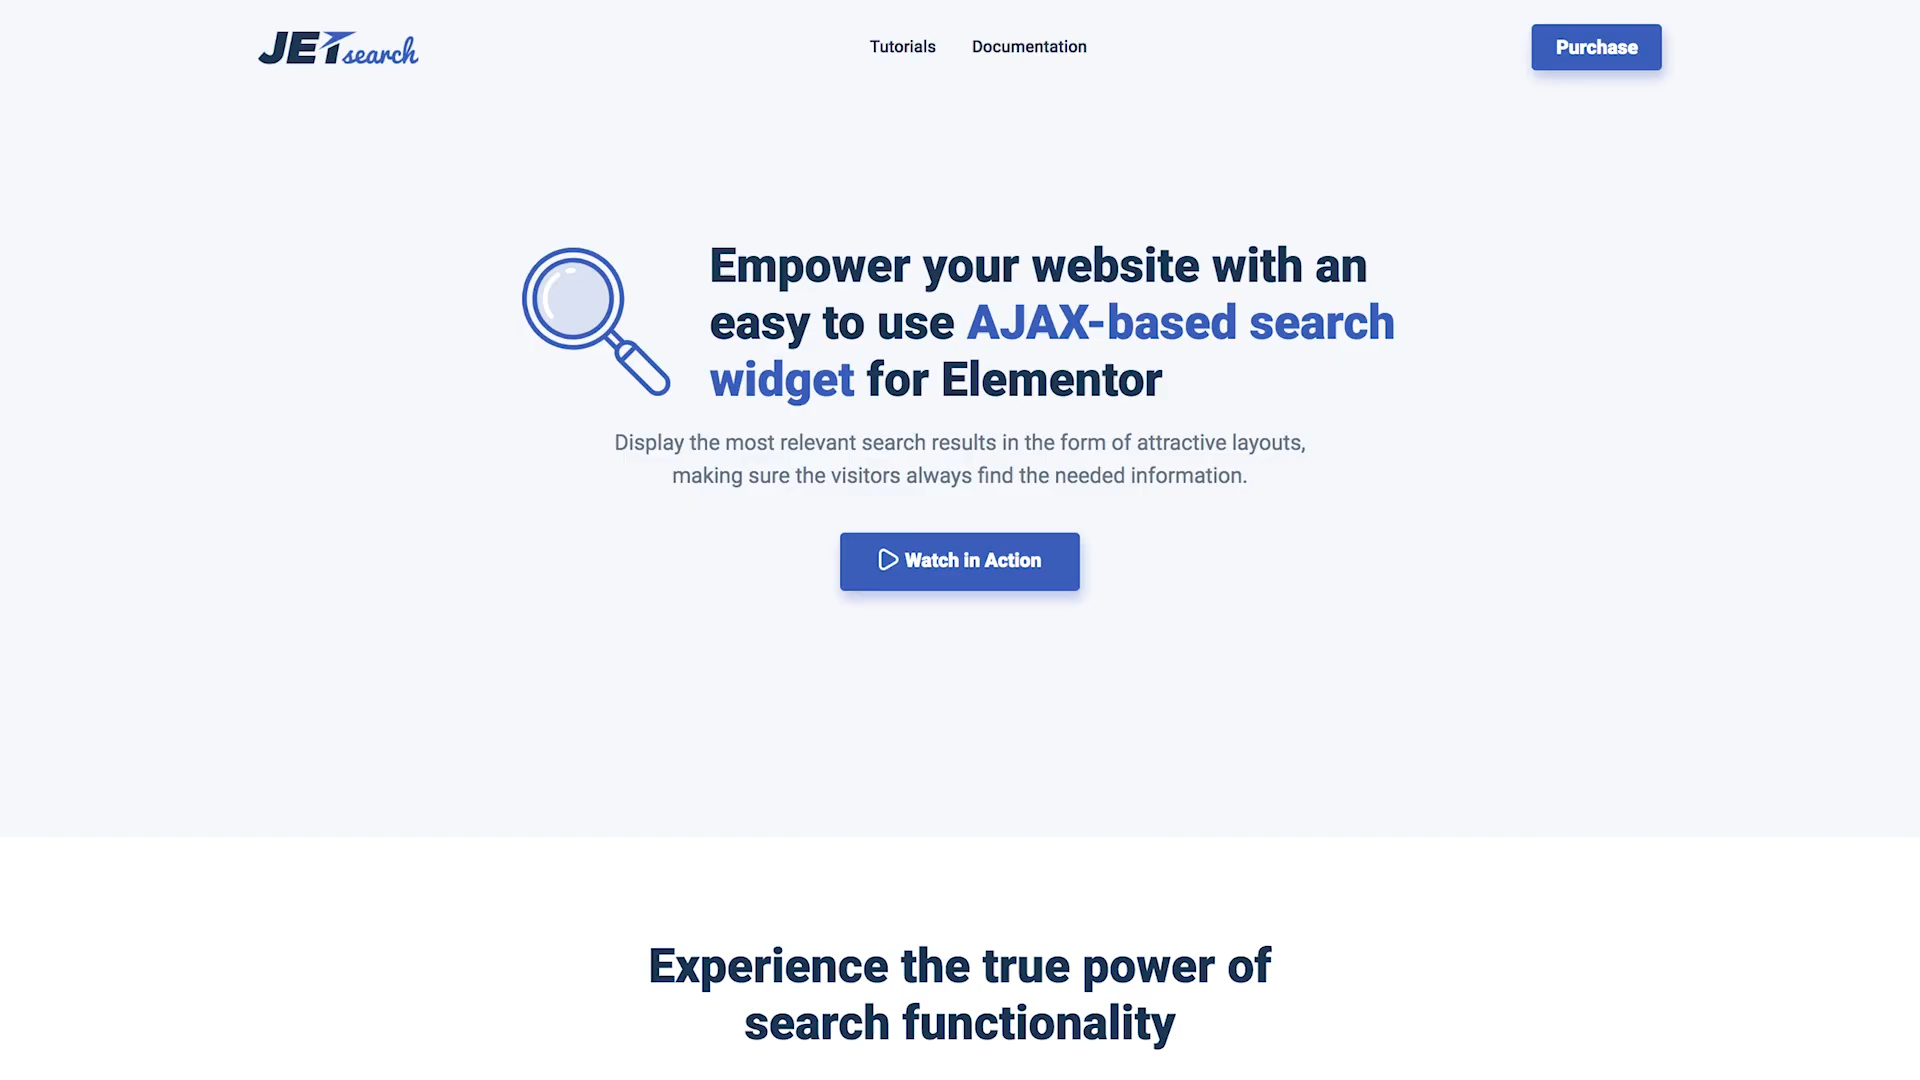 JETsearch
Tutorials
Documentation
Purchase
Empower your website with an
easy to use AJAX-based search
widget for Elementor
Display the most relevant search results in the form of attractive layouts,
making sure the visitors always find the needed information.
Watch in Action
Experience the true power of
search functionality